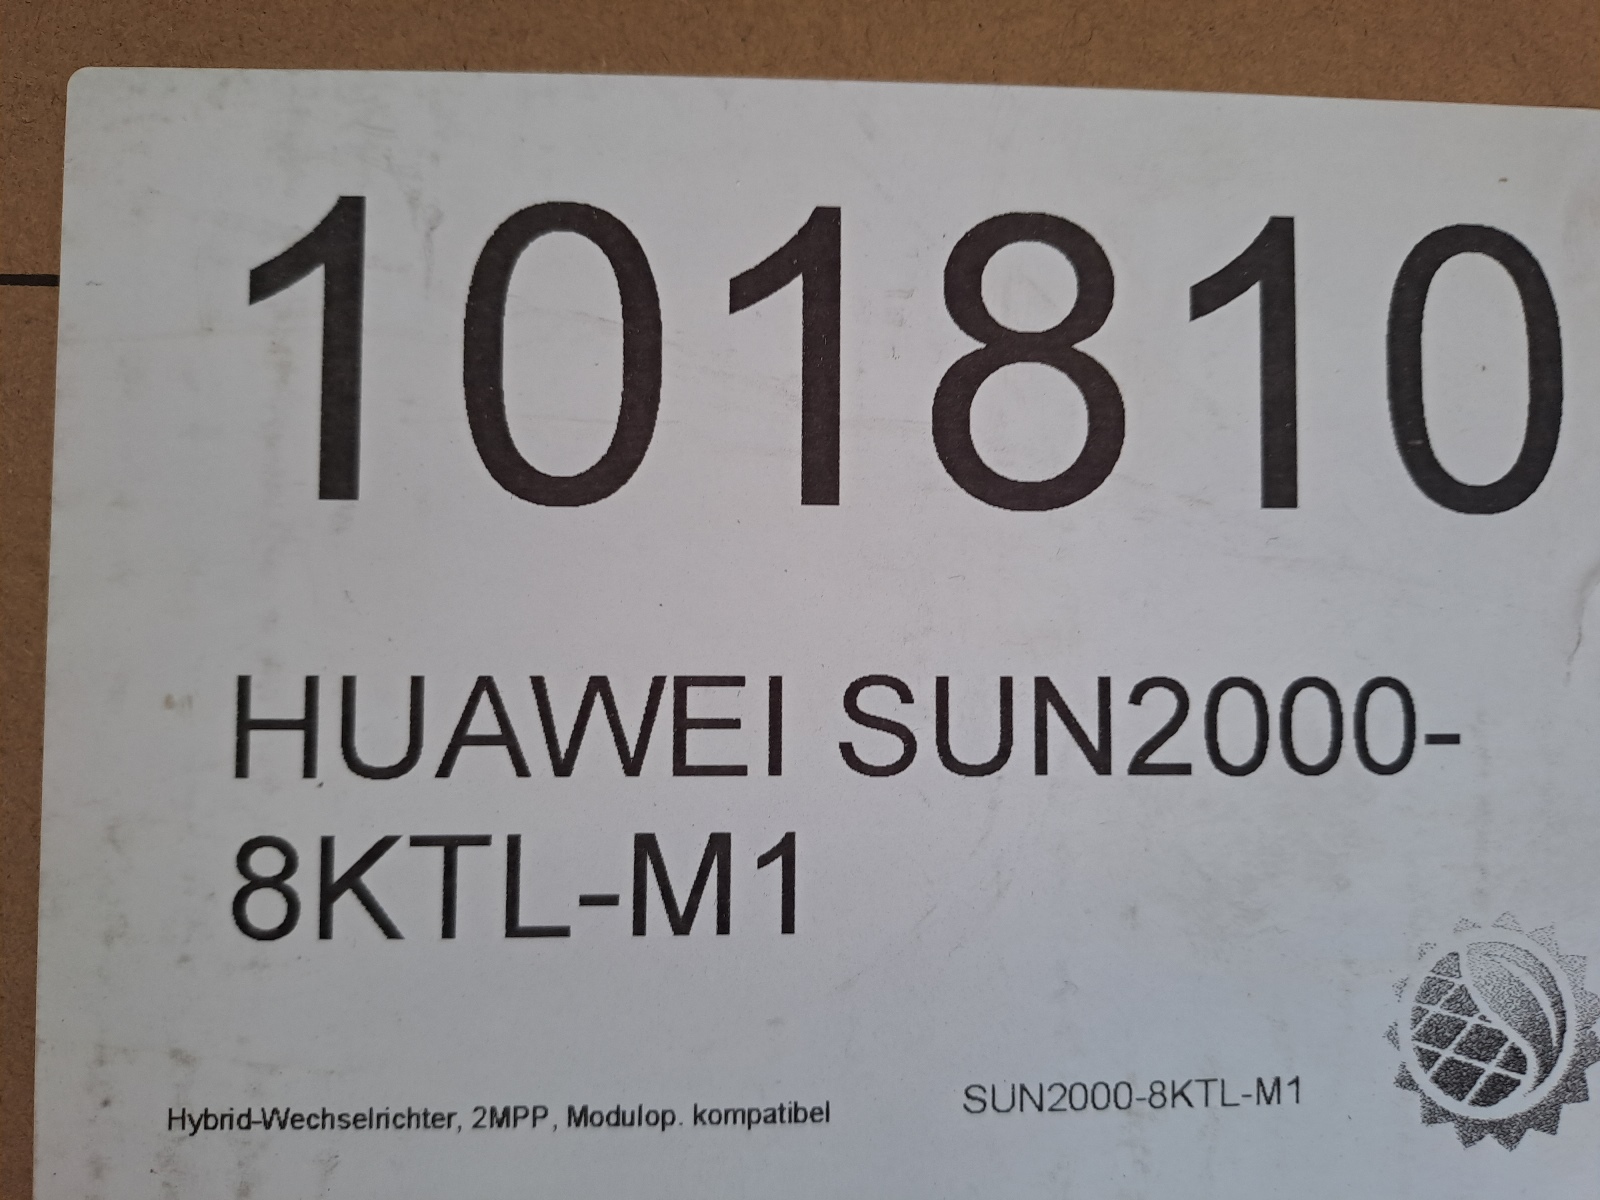 101810
HUAWEI SUN2000-
8KTL-M1
Hybrid-Wechselrichter, 2MPP, Modulop. kompatibel
SUN2000-8KTL-M1